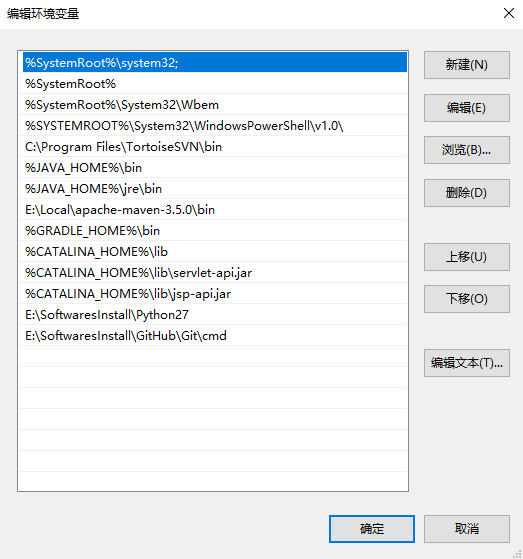 编辑环境变量
%SystemRoot%\system32;
%SystemRoot%
%SystemRoot%\System32\Wbem
%SYSTEMROOT%\System32\WindowsPowerShell\v1.0\
C:\Program Files\TortoiseSVN\bin
%JAVA_HOME%\bin
%JAVA_HOME%\jre\bin
E:\Local\apache-maven-3.5.0\bin
%GRADLE_HOME%\bin
%CATALINA_HOME%\lib
%CATALINA_HOME%\lib\servlet-api.jar
%CATALINA_HOME%\lib\jsp-api.jar
E:\SoftwaresInstall\Python27
E:\SoftwaresInstall\GitHub\Git\cmd
新建(N)
编辑(E)
浏览(B)...
删除(D)
上移(U)
下移(O)
编辑文本(T)...
确定
取消